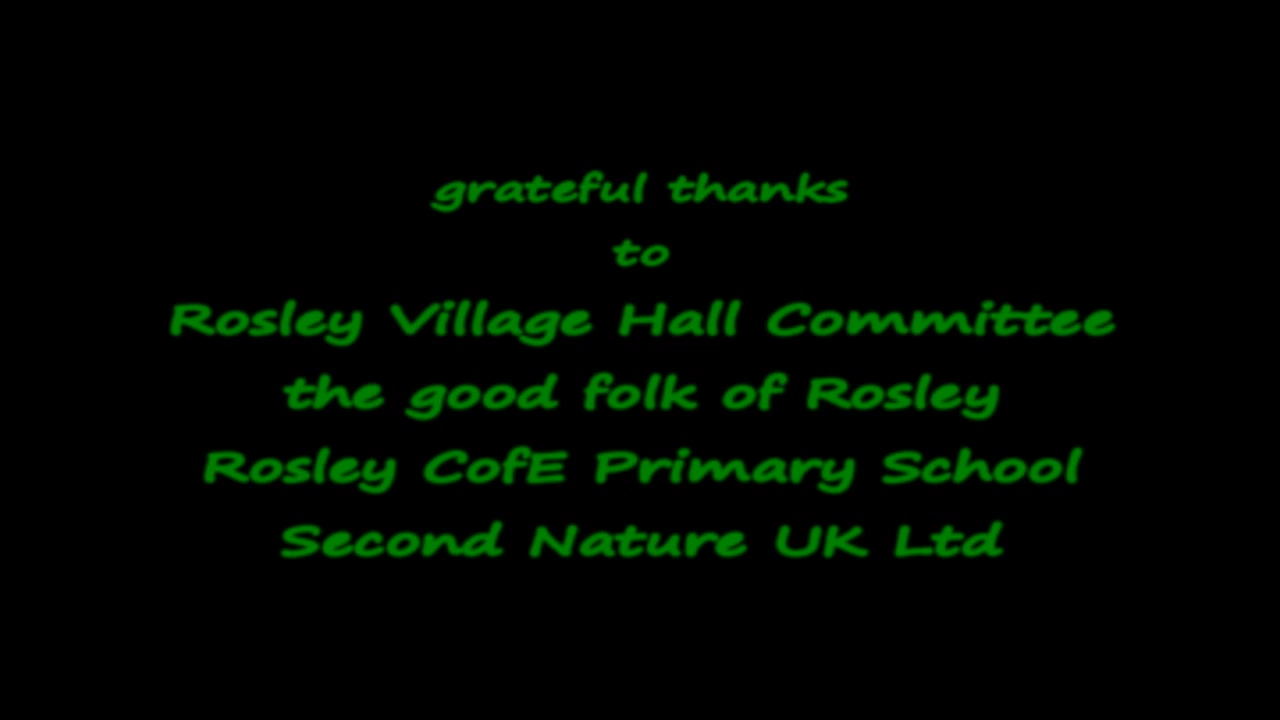 grateful thanks
to
Rosley Village Hall Committee
the good folk of Rosley
Rosley CofE Primary School
Second Nature UK Ltd